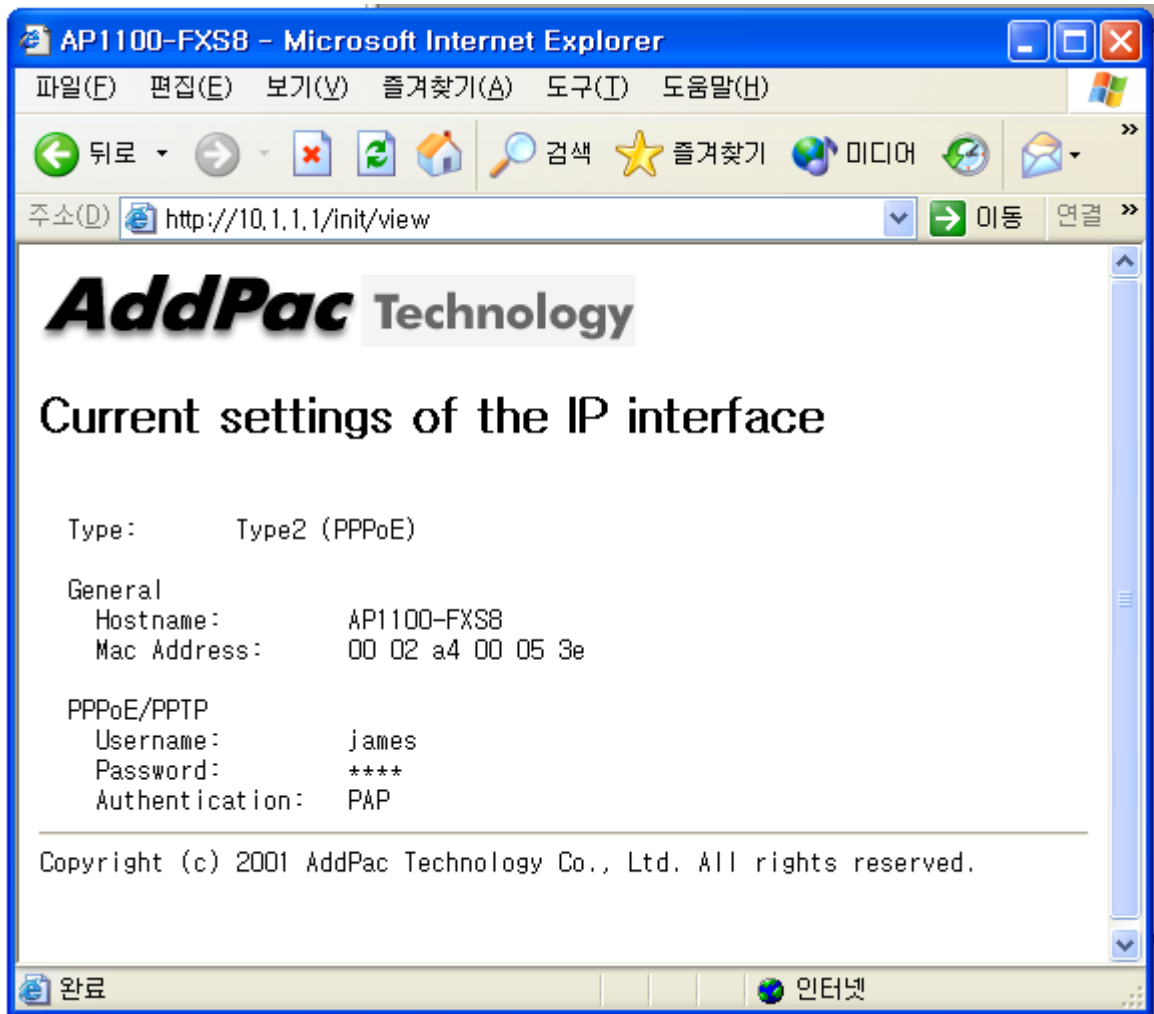 AP1100-FXS8 - Microsoft Internet Explorer
파일(F) 편집(E) 보기(V) 즐겨찾기(A) 도구(T) 도움말(H)
뒤로 검색 즐겨찾기 미디어 »
주소(D) http://10.1.1.1/init/view 이동 연결 »
AddPac Technology
Current settings of the IP interface
Type: Type2 (PPPoE)
General
Hostname: AP1100-FXS8
Mac Address: 00 02 a4 00 05 3e
PPPoE/PPTP
Username: james
Password: ****
Authentication: PAP
Copyright (c) 2001 AddPac Technology Co., Ltd. All rights reserved.
완료 인터넷